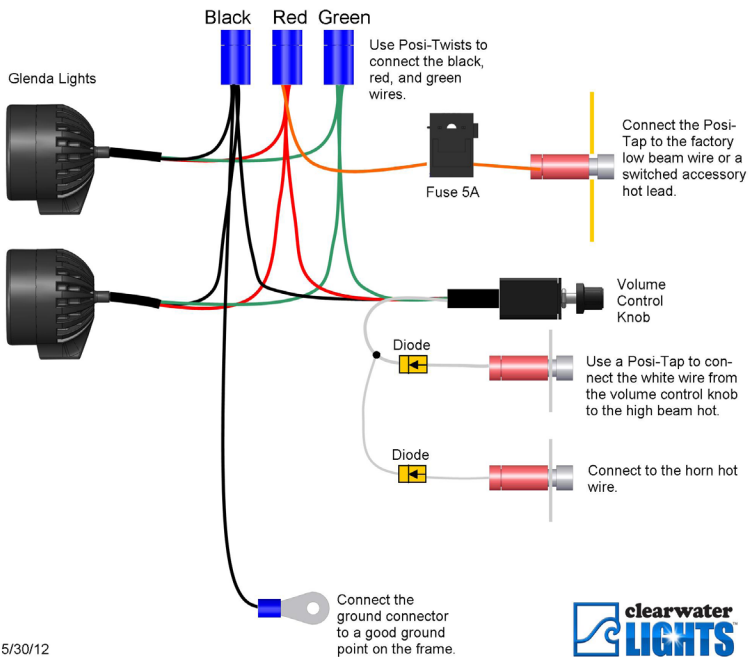 Black Red Green
Use Posi-Twists to
connect the black,
red, and green
wires.
Glenda Lights
Connect the Posi-
Tap to the factory
low beam wire or a
switched accessory
hot lead.
Fuse 5A
Volume
Control
Knob
Diode
Use a Posi-Tap to con-
nect the white wire from
the volume control knob
to the high beam hot.
Diode
Connect to the horn hot
wire.
Connect the
ground connector
to a good ground
point on the frame.
clearwater
LIGHTS™
5/30/12